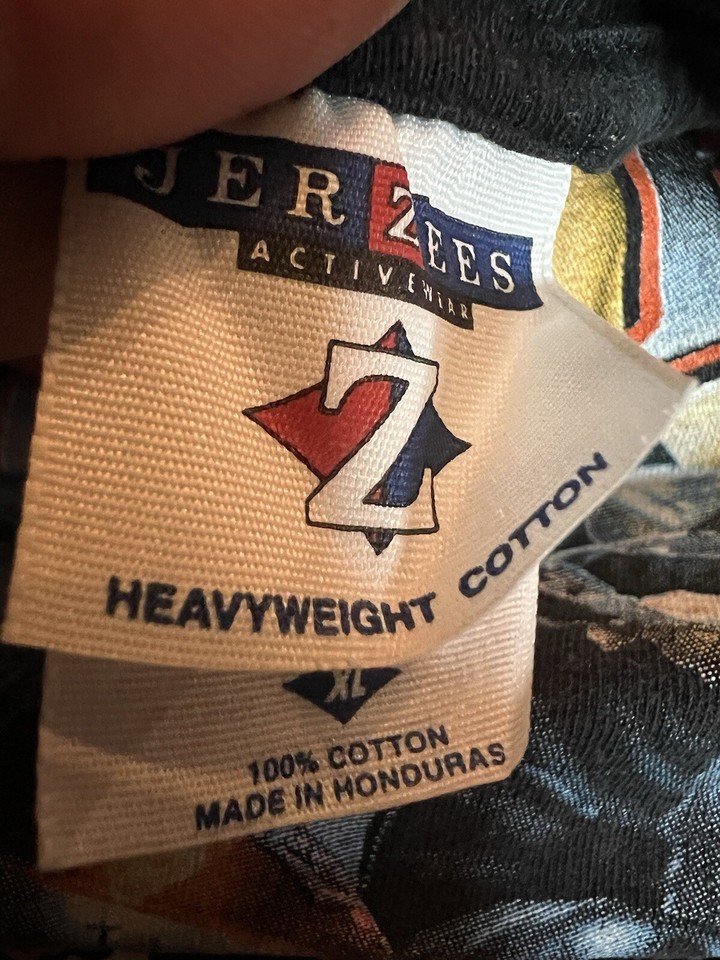 JERZEES
ACTIVEWEAR
Z
HEAVYWEIGHT COTTON
XL
100% COTTON
MADE IN HONDURAS